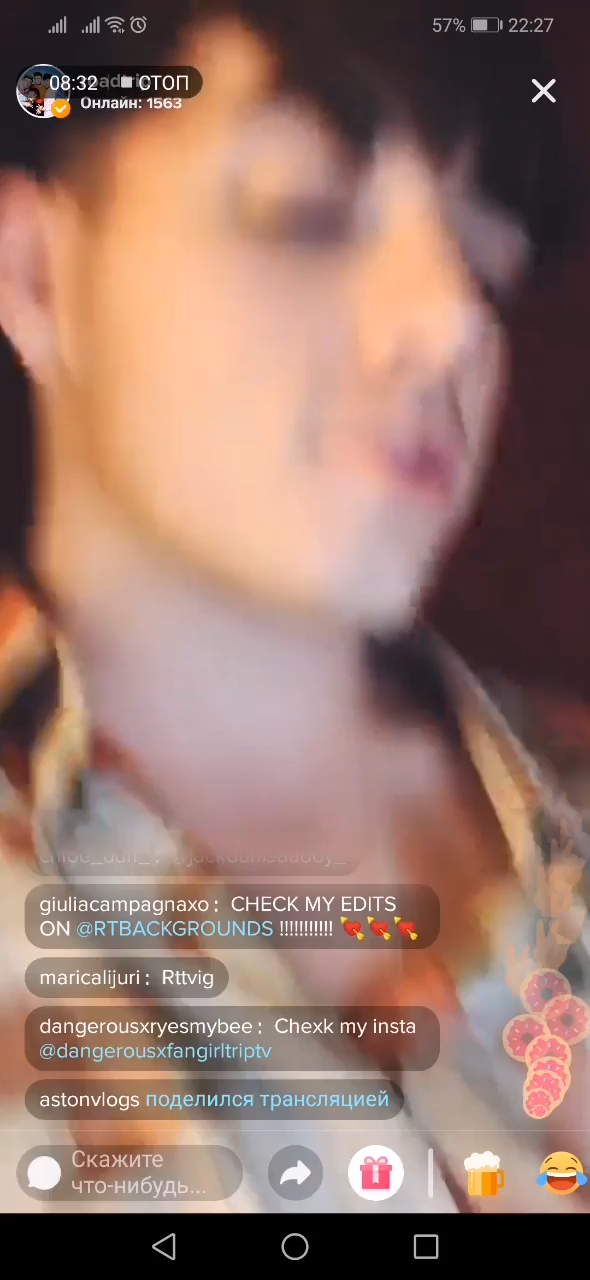 57% 22:27
08:32 СТОП
Онлайн: 1563
giuliacampagnaxo : CHECK MY EDITS
ON @RTBACKGROUNDS !!!!!!!!!!!
maricalijuri : Rttvig
dangerousxryesmybee : Chexk my insta
@dangerousxfangirltriptv
astonvlogs поделился трансляцией
Скажите
что-нибудь...